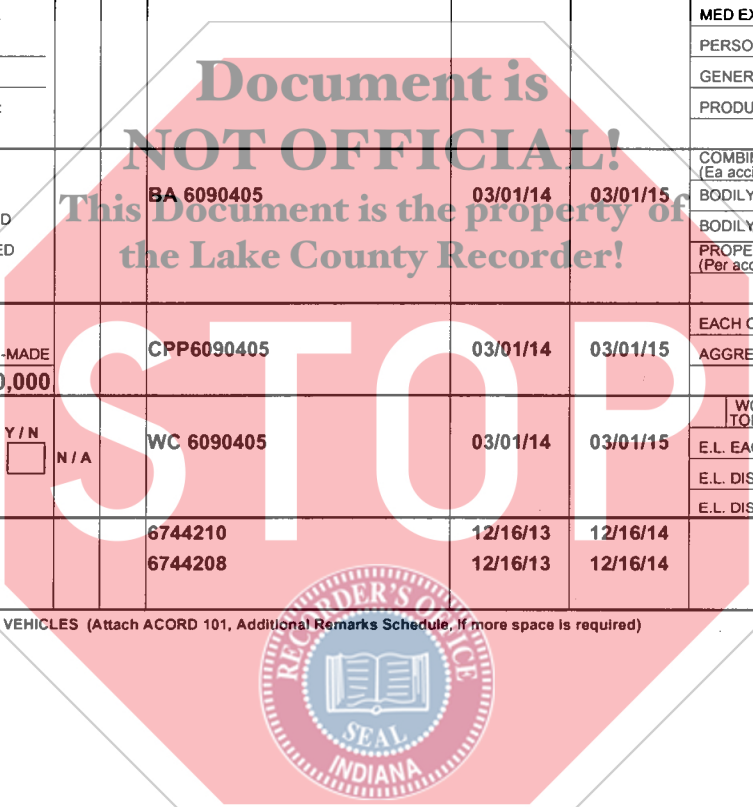 MED EX
PERSO
GENER
PRODU
Document is
NOT OFFICIAL!
This Document is the property of
the Lake County Recorder!
COMBI
(Ea acci
BA 6090405 03/01/14 03/01/15 BODILY
D
BODILY
ED
PROPE
(Per acc
STOP
EACH O
-MADE CPP6090405 03/01/14 03/01/15 AGGRE
0,000
WC
TOR
Y / N
N / A
WC 6090405 03/01/14 03/01/15 E.L. EAC
E.L. DIS
E.L. DIS
6744210 12/16/13 12/16/14
6744208 12/16/13 12/16/14
VEHICLES (Attach ACORD 101, Additional Remarks Schedule, if more space is required)
RECORDER'S OFFICE
SEAL
INDIANA